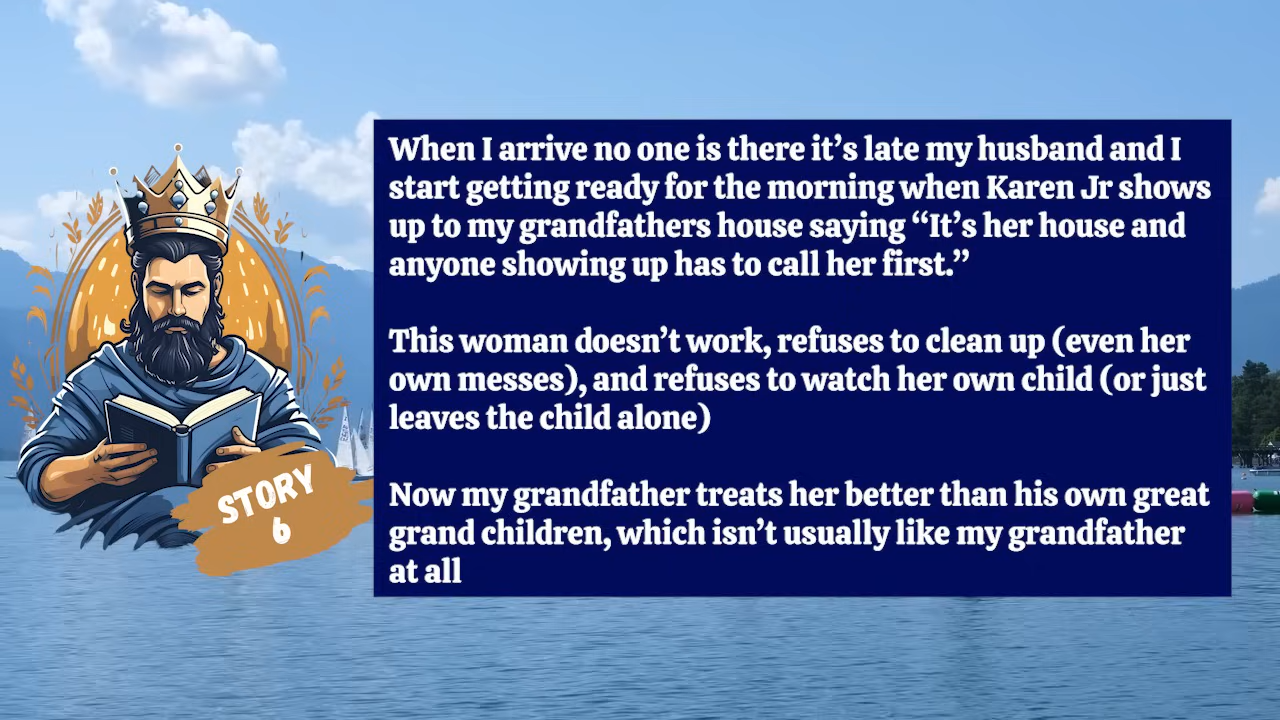 When I arrive no one is there it’s late my husband and I
start getting ready for the morning when Karen Jr shows
up to my grandfathers house saying “It’s her house and
anyone showing up has to call her first.”
This woman doesn’t work, refuses to clean up (even her
own messes), and refuses to watch her own child (or just
leaves the child alone)
Now my grandfather treats her better than his own great
grand children, which isn’t usually like my grandfather
at all
STORY
6